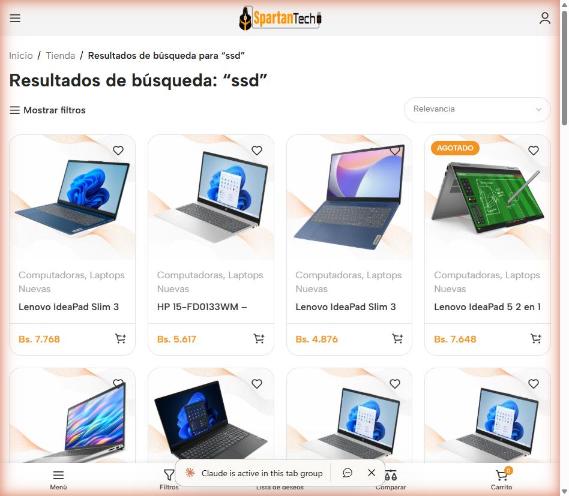 SpartanTech
Inicio / Tienda / Resultados de búsqueda para “ssd”
Resultados de búsqueda: “ssd”
Mostrar filtros
Relevancia
AGOTADO
Computadoras, Laptops Nuevas
Lenovo IdeaPad Slim 3
Bs. 7.768
Computadoras, Laptops Nuevas
HP 15-FD0133WM –
Bs. 5.617
Computadoras, Laptops Nuevas
Lenovo IdeaPad Slim 3
Bs. 4.876
Computadoras, Laptops Nuevas
Lenovo IdeaPad 5 2 en 1
Bs. 7.648
Claude is active in this tab group
Menú
Filtros
Lista de deseos
Comparar
0
Carrito